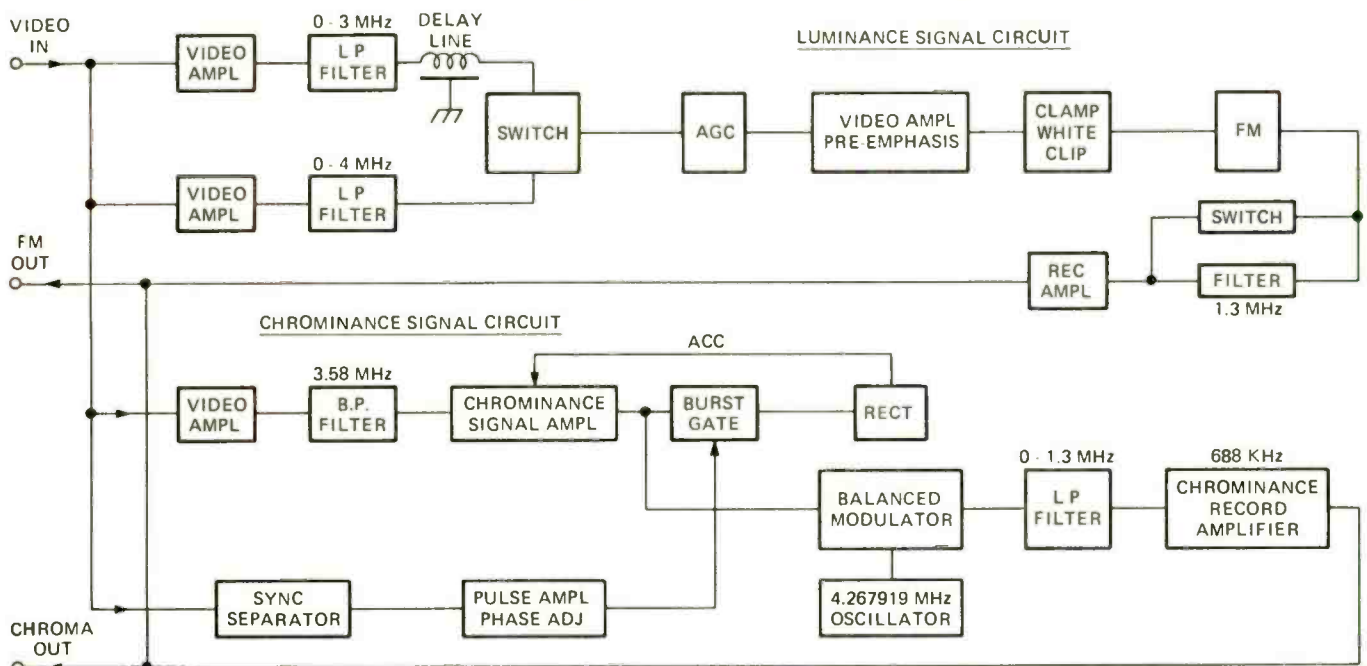 VIDEO
IN
VIDEO
AMPL
0 - 3 MHz
L P
FILTER
DELAY
LINE
LUMINANCE SIGNAL CIRCUIT
SWITCH
AGC
VIDEO AMPL
PRE-EMPHASIS
CLAMP
WHITE
CLIP
FM
VIDEO
AMPL
0 - 4 MHz
L P
FILTER
SWITCH
FM
OUT
REC
AMPL
FILTER
1.3 MHz
CHROMINANCE SIGNAL CIRCUIT
ACC
VIDEO
AMPL
3.58 MHz
B.P.
FILTER
CHROMINANCE
SIGNAL AMPL
BURST
GATE
RECT
BALANCED
MODULATOR
0 - 1.3 MHz
L P
FILTER
688 KHz
CHROMINANCE
RECORD
AMPLIFIER
SYNC
SEPARATOR
PULSE AMPL
PHASE ADJ
4.267919 MHz
OSCILLATOR
CHROMA
OUT